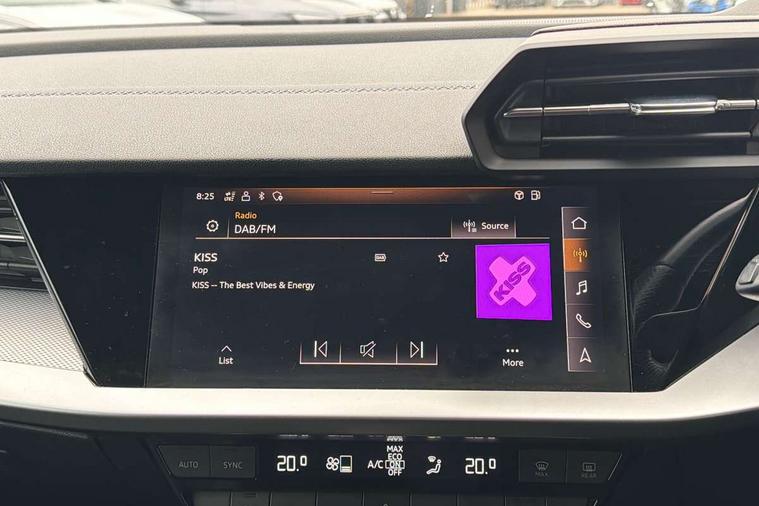 8:25
Radio
DAB/FM
Source
KISS
DAB
Pop
KISS -- The Best Vibes & Energy
KISS
List
More
AUTO
SYNC
20.0
A/C
MAX
ECO
ON
OFF
20.0
MAX
REAR